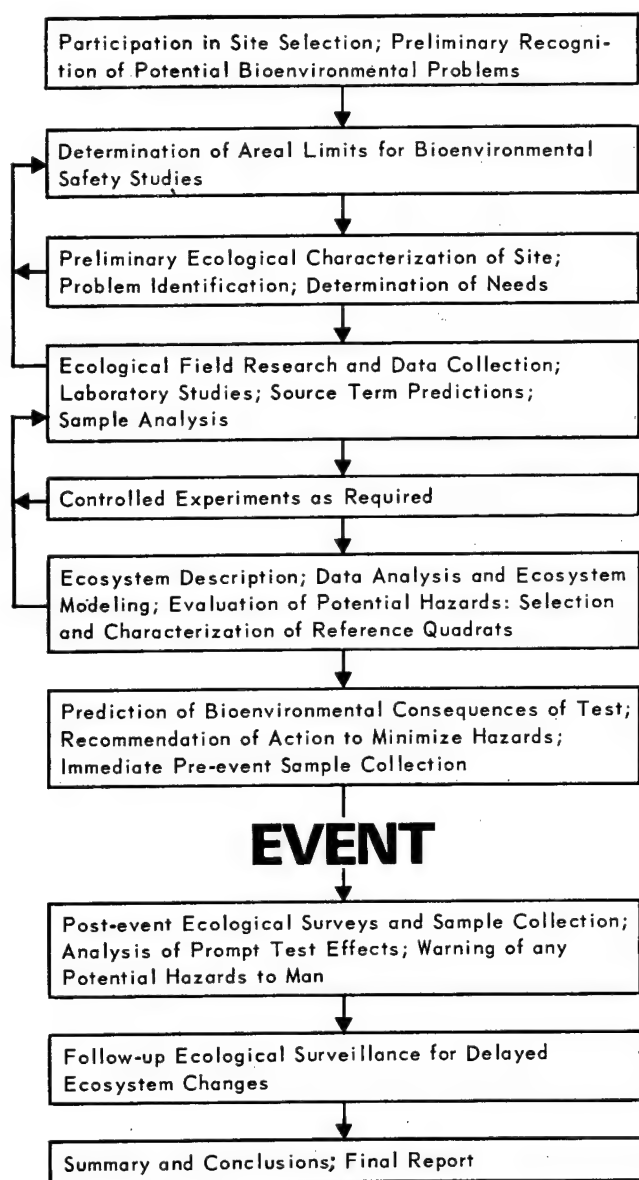 Participation in Site Selection; Preliminary Recogni-
tion of Potential Bioenvironmental Problems
Determination of Areal Limits for Bioenvironmental
Safety Studies
Preliminary Ecological Characterization of Site;
Problem Identification; Determination of Needs
Ecological Field Research and Data Collection;
Laboratory Studies; Source Term Predictions;
Sample Analysis
Controlled Experiments as Required
Ecosystem Description; Data Analysis and Ecosystem
Modeling; Evaluation of Potential Hazards: Selection
and Characterization of Reference Quadrats
Prediction of Bioenvironmental Consequences of Test;
Recommendation of Action to Minimize Hazards;
Immediate Pre-event Sample Collection
EVENT
Post-event Ecological Surveys and Sample Collection;
Analysis of Prompt Test Effects; Warning of any
Potential Hazards to Man
Follow-up Ecological Surveillance for Delayed
Ecosystem Changes
Summary and Conclusions; Final Report